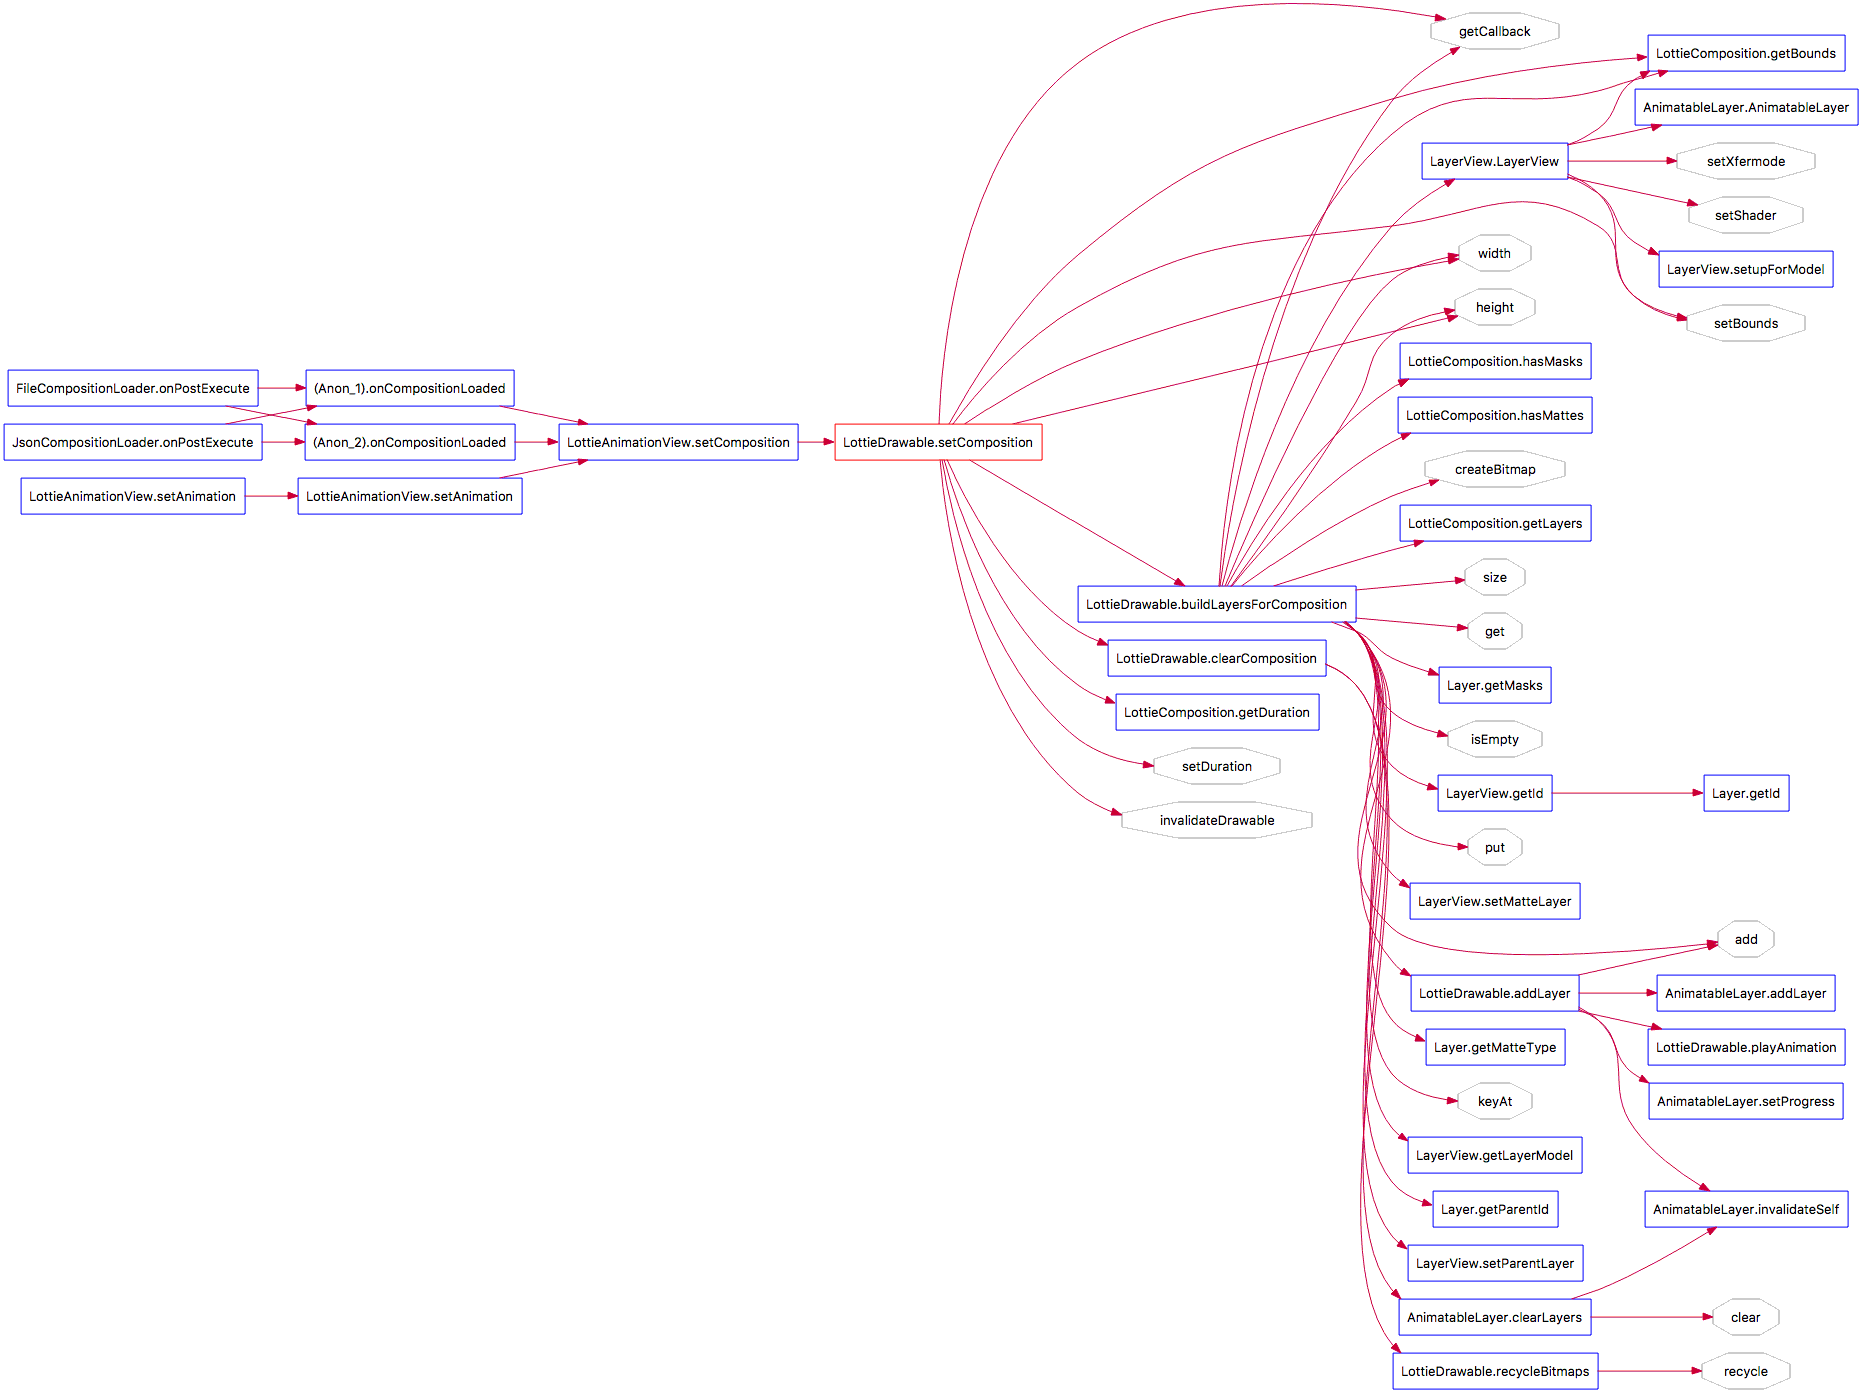 FileCompositionLoader.onPostExecute
JsonCompositionLoader.onPostExecute
LottieAnimationView.setAnimation
(Anon_1).onCompositionLoaded
(Anon_2).onCompositionLoaded
LottieAnimationView.setAnimation
LottieAnimationView.setComposition
LottieDrawable.setComposition
LottieDrawable.buildLayersForComposition
LottieDrawable.clearComposition
LottieComposition.getDuration
setDuration
invalidateDrawable
getCallback
LayerView.LayerView
width
height
LottieComposition.hasMasks
LottieComposition.hasMattes
createBitmap
LottieComposition.getLayers
size
get
Layer.getMasks
isEmpty
LayerView.getId
put
LayerView.setMatteLayer
LottieDrawable.addLayer
Layer.getMatteType
keyAt
LayerView.getLayerModel
Layer.getParentId
LayerView.setParentLayer
AnimatableLayer.clearLayers
LottieDrawable.recycleBitmaps
LottieComposition.getBounds
AnimatableLayer.AnimatableLayer
setXfermode
setShader
LayerView.setupForModel
setBounds
Layer.getId
add
AnimatableLayer.addLayer
LottieDrawable.playAnimation
AnimatableLayer.setProgress
AnimatableLayer.invalidateSelf
clear
recycle